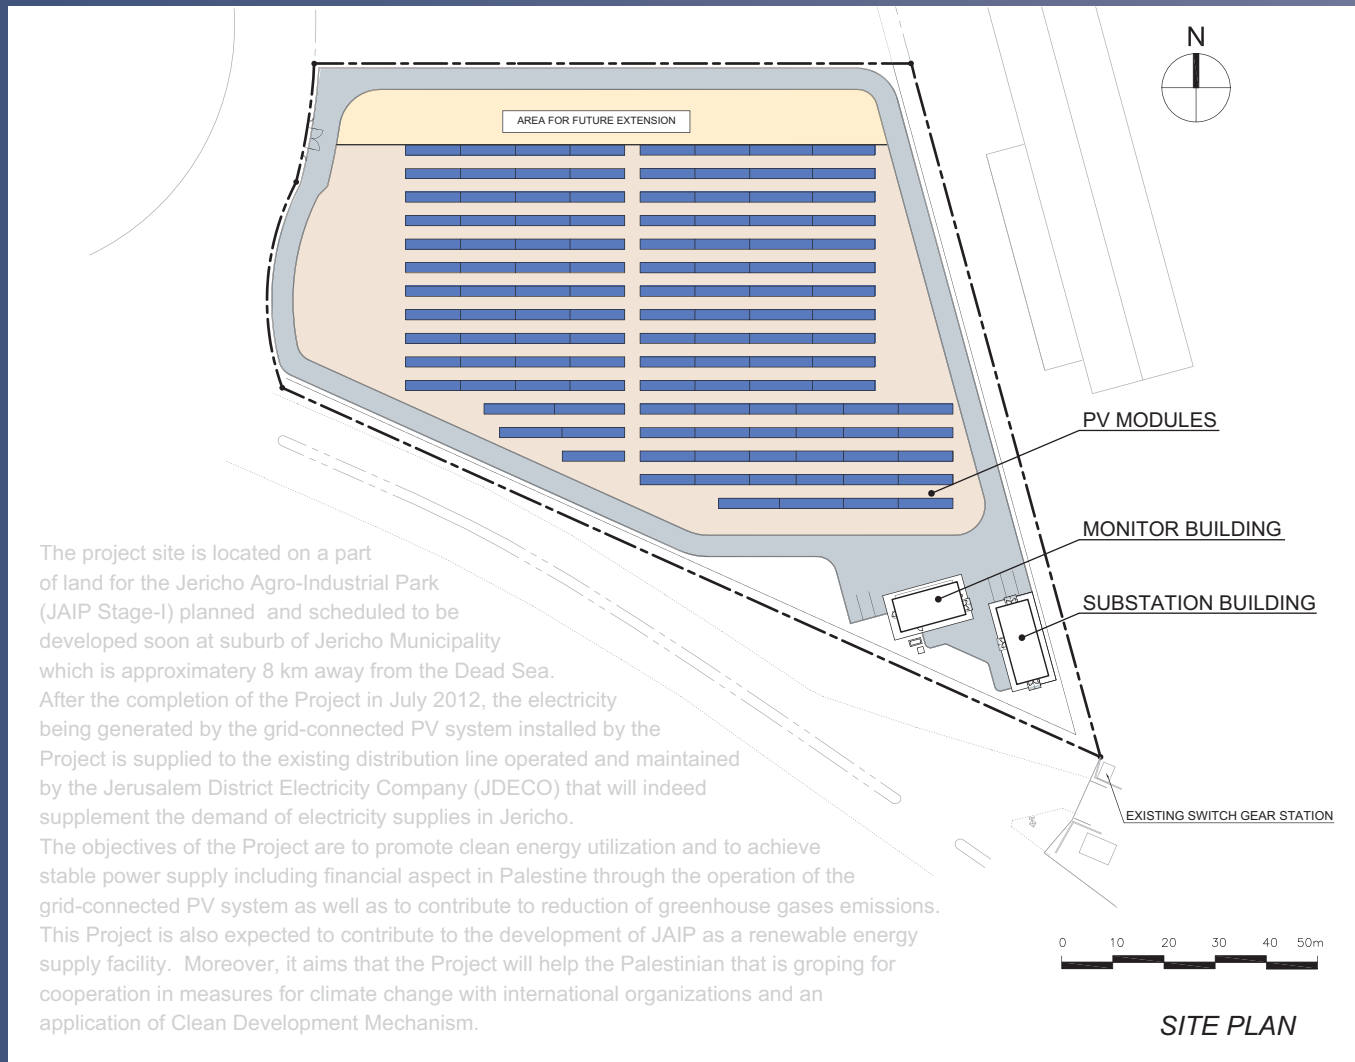 N
AREA FOR FUTURE EXTENSION
PV MODULES
MONITOR BUILDING
SUBSTATION BUILDING
The project site is located on a part
of land for the Jericho Agro-Industrial Park
(JAIP Stage-I) planned  and scheduled to be
developed soon at suburb of Jericho Municipality
which is approximatery 8 km away from the Dead Sea.
After the completion of the Project in July 2012, the electricity
being generated by the grid-connected PV system installed by the
Project is supplied to the existing distribution line operated and maintained
by the Jerusalem District Electricity Company (JDECO) that will indeed
supplement the demand of electricity supplies in Jericho.
The objectives of the Project are to promote clean energy utilization and to achieve
stable power supply including financial aspect in Palestine through the operation of the
grid-connected PV system as well as to contribute to reduction of greenhouse gases emissions.
This Project is also expected to contribute to the development of JAIP as a renewable energy
supply facility.  Moreover, it aims that the Project will help the Palestinian that is groping for
cooperation in measures for climate change with international organizations and an
application of Clean Development Mechanism.
EXISTING SWITCH GEAR STATION
0 10 20 30 40 50m
SITE PLAN